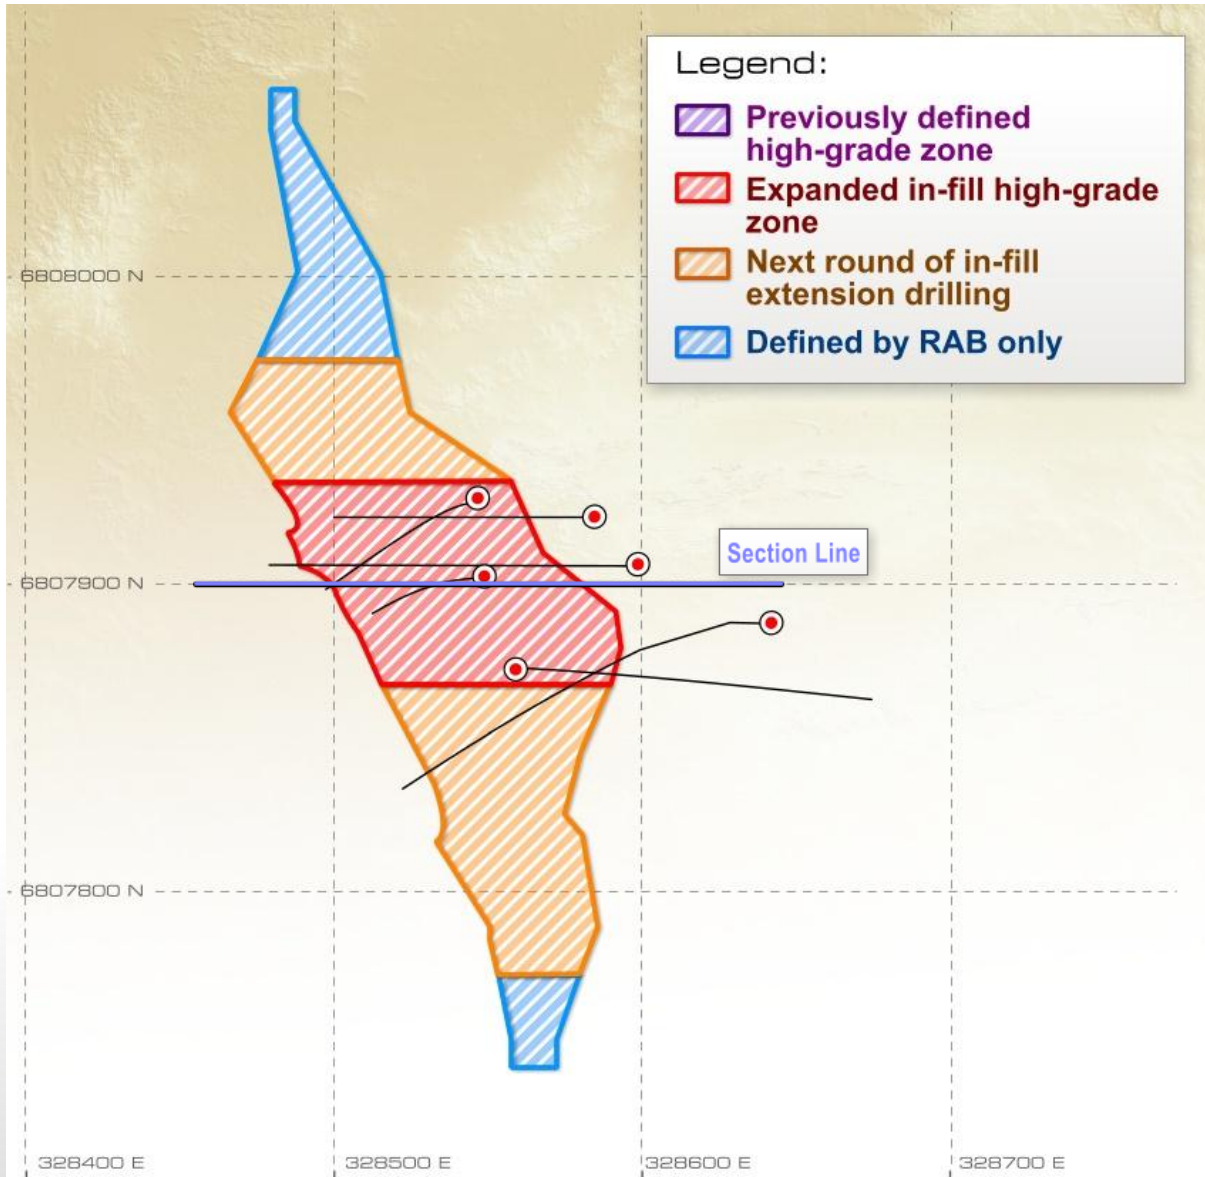 Legend:
Previously defined
high-grade zone
Expanded in-fill high-grade
zone
Next round of in-fill
extension drilling
Defined by RAB only
6808000 N
Section Line
6807900 N
6807800 N
328400 E
328500 E
328600 E
328700 E